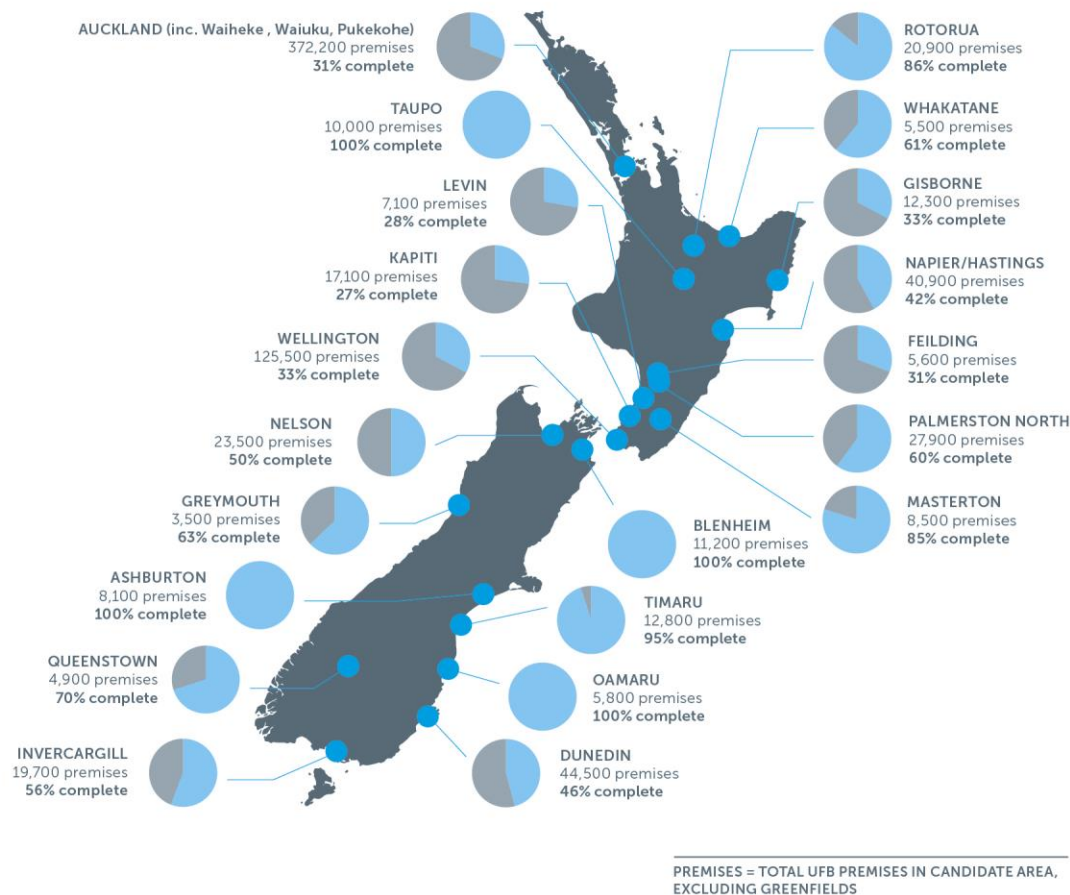 AUCKLAND (inc. Waiheke , Waiuku, Pukekohe)
372,200 premises
31% complete
TAUPO
10,000 premises
100% complete
LEVIN
7,100 premises
28% complete
KAPITI
17,100 premises
27% complete
WELLINGTON
125,500 premises
33% complete
NELSON
23,500 premises
50% complete
GREYMOUTH
3,500 premises
63% complete
ASHBURTON
8,100 premises
100% complete
QUEENSTOWN
4,900 premises
70% complete
INVERCARGILL
19,700 premises
56% complete
ROTORUA
20,900 premises
86% complete
WHAKATANE
5,500 premises
61% complete
GISBORNE
12,300 premises
33% complete
NAPIER/HASTINGS
40,900 premises
42% complete
FEILDING
5,600 premises
31% complete
PALMERSTON NORTH
27,900 premises
60% complete
MASTERTON
8,500 premises
85% complete
BLENHEIM
11,200 premises
100% complete
TIMARU
12,800 premises
95% complete
OAMARU
5,800 premises
100% complete
DUNEDIN
44,500 premises
46% complete
PREMISES = TOTAL UFB PREMISES IN CANDIDATE AREA,
EXCLUDING GREENFIELDS